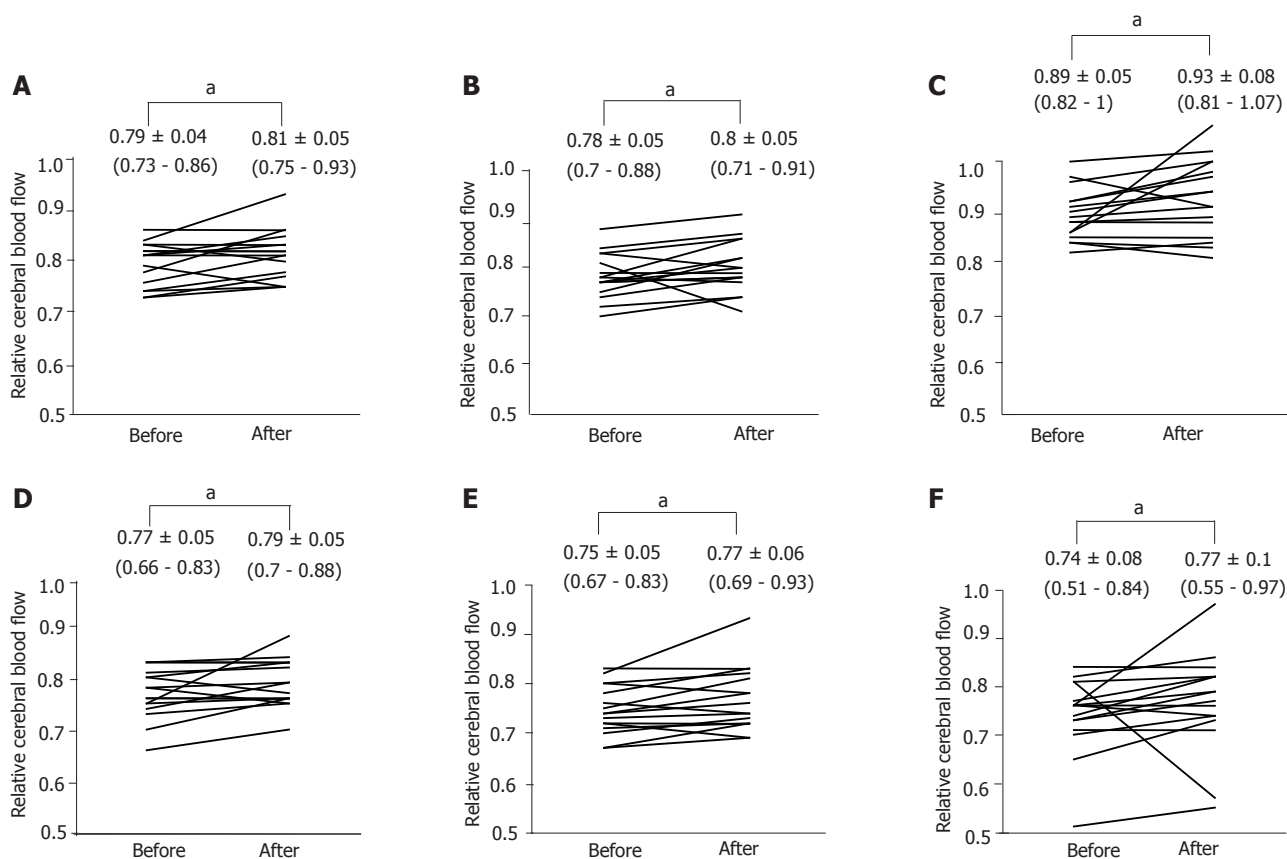 A
a
0.79 ± 0.04
0.81 ± 0.05
(0.73 - 0.86)
(0.75 - 0.93)
Relative cerebral blood flow
1.0
0.9
0.8
0.7
0.6
0.5
Before
After
B
a
0.78 ± 0.05
0.8 ± 0.05
(0.7 - 0.88)
(0.71 - 0.91)
Relative cerebral blood flow
1.0
0.9
0.8
0.7
0.6
0.5
Before
After
C
a
0.89 ± 0.05
0.93 ± 0.08
(0.82 - 1)
(0.81 - 1.07)
Relative cerebral blood flow
1.0
0.9
0.8
0.7
0.6
0.5
Before
After
D
a
0.77 ± 0.05
0.79 ± 0.05
(0.66 - 0.83)
(0.7 - 0.88)
Relative cerebral blood flow
1.0
0.9
0.8
0.7
0.6
0.5
Before
After
E
a
0.75 ± 0.05
0.77 ± 0.06
(0.67 - 0.83)
(0.69 - 0.93)
Relative cerebral blood flow
1.0
0.9
0.8
0.7
0.6
0.5
Before
After
F
a
0.74 ± 0.08
0.77 ± 0.1
(0.51 - 0.84)
(0.55 - 0.97)
Relative cerebral blood flow
1.0
0.9
0.8
0.7
0.6
0.5
Before
After